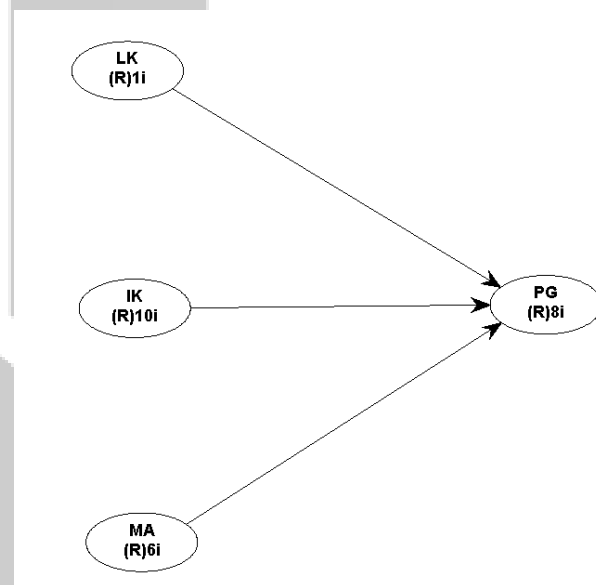 LK
(R)1i
IK
(R)10i
PG
(R)8i
MA
(R)6i